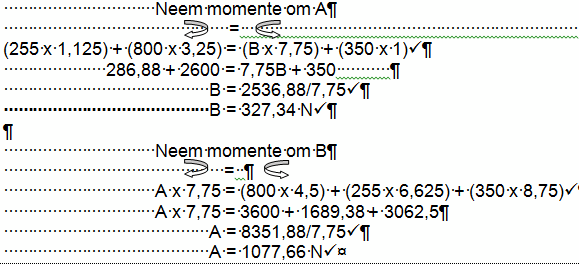 Neem momente om A¶
=
(255 x 1,125) + (800 x 3,25) = (B x 7,75) + (350 x 1)✓¶
286,88 + 2600 = 7,75B + 350 ¶
B = 2536,88/7,75✓¶
B = 327,34 N✓¶
¶
Neem momente om B¶
= ¶
A x 7,75 = (800 x 4,5) + (255 x 6,625) + (350 x 8,75)✓
A x 7,75 = 3600 + 1689,38 + 3062,5¶
A = 8351,88/7,75✓¶
A = 1077,66 N✓¤